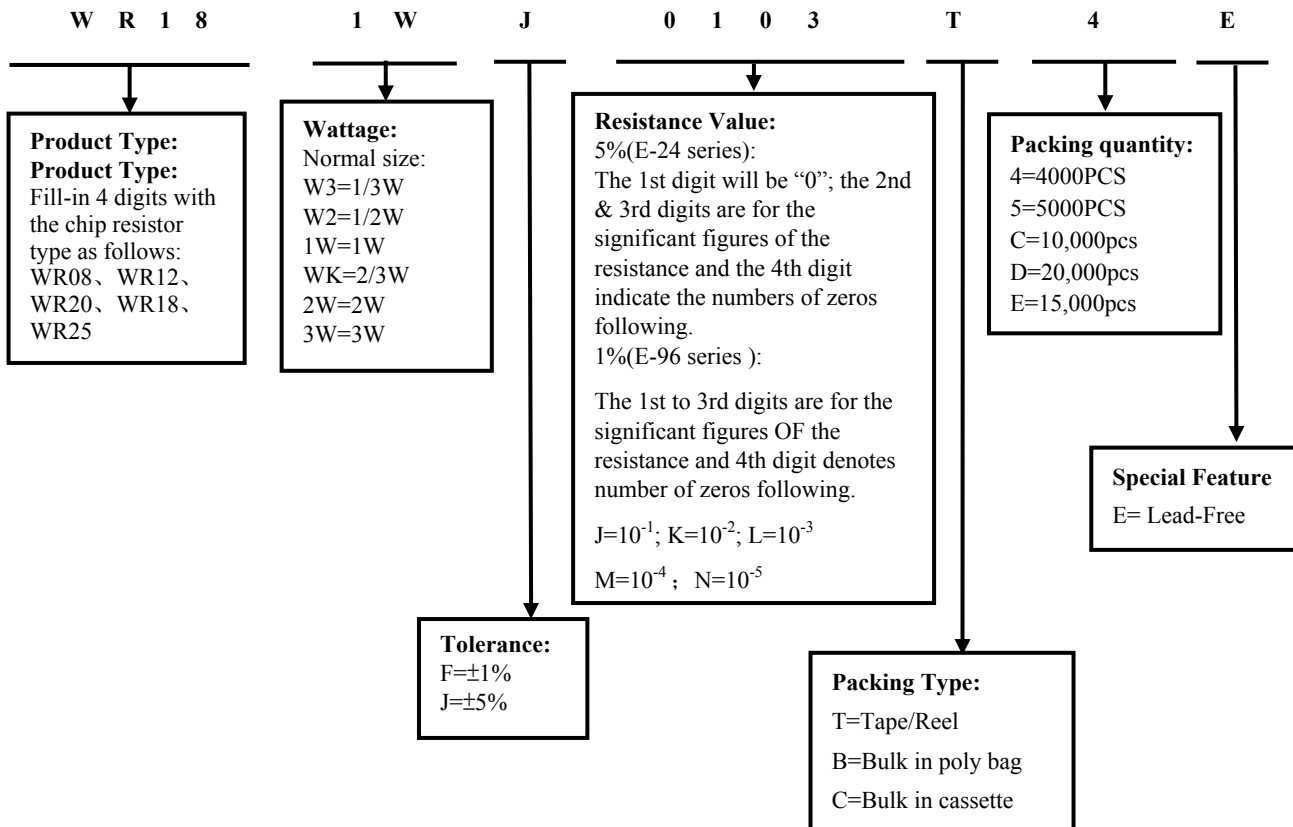 W R 1 8 1 W J 0 1 0 3 T 4 E
Product Type:
Product Type:
Fill-in 4 digits with
the chip resistor
type as follows:
WR08、WR12、
WR20、WR18、
WR25
Wattage:
Normal size:
W3=1/3W
W2=1/2W
1W=1W
WK=2/3W
2W=2W
3W=3W
Resistance Value:
5%(E-24 series):
The 1st digit will be “0”; the 2nd
& 3rd digits are for the
significant figures of the
resistance and the 4th digit
indicate the numbers of zeros
following.
1%(E-96 series ):
The 1st to 3rd digits are for the
significant figures OF the
resistance and 4th digit denotes
number of zeros following.
J=10⁻¹; K=10⁻²; L=10⁻³
M=10⁻⁴ ；N=10⁻⁵
Packing quantity:
4=4000PCS
5=5000PCS
C=10,000pcs
D=20,000pcs
E=15,000pcs
Special Feature
E= Lead-Free
Tolerance:
F=±1%
J=±5%
Packing Type:
T=Tape/Reel
B=Bulk in poly bag
C=Bulk in cassette